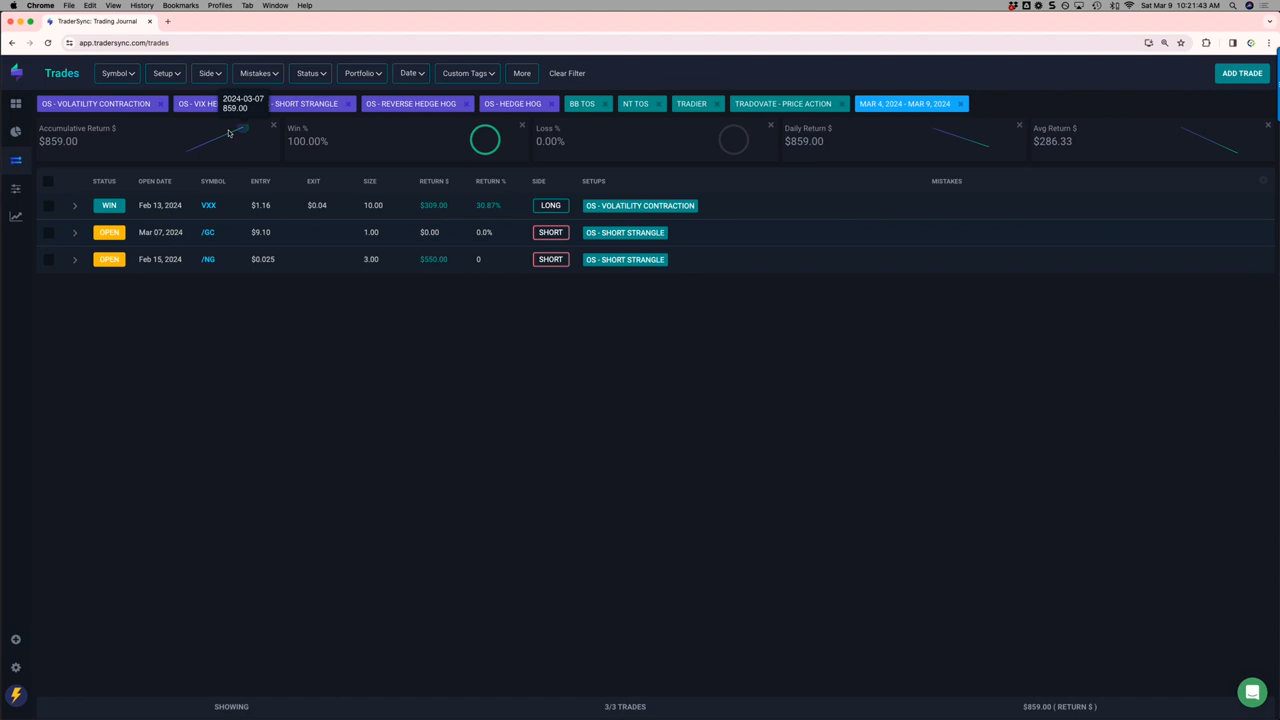 Chrome File Edit View History Bookmarks Profiles Tab Window Help Sat Mar 9 10:21:43 AM
TraderSync: Trading Journal
app.tradersync.com/trades
Trades Symbol Setup Side Mistakes Status Portfolio Date Custom Tags More Clear Filter ADD TRADE
OS - VOLATILITY CONTRACTION OS - VIX HE - SHORT STRANGLE OS - REVERSE HEDGE HOG OS - HEDGE HOG BB TOS NT TOS TRADIER TRADOVATE - PRICE ACTION MAR 4, 2024 - MAR 9, 2024
2024-03-07
859.00
Accumulative Return $ Win % Loss % Daily Return $ Avg Return $
$859.00 100.00% 0.00% $859.00 $286.33
STATUS OPEN DATE SYMBOL ENTRY EXIT SIZE RETURN $ RETURN % SIDE SETUPS MISTAKES
WIN Feb 13, 2024 VXX $1.16 $0.04 10.00 $309.00 30.87% LONG OS - VOLATILITY CONTRACTION
OPEN Mar 07, 2024 /GC $9.10 1.00 $0.00 0.0% SHORT OS - SHORT STRANGLE
OPEN Feb 15, 2024 /NG $0.025 3.00 $550.00 0 SHORT OS - SHORT STRANGLE
SHOWING 3/3 TRADES $859.00 ( RETURN $ )